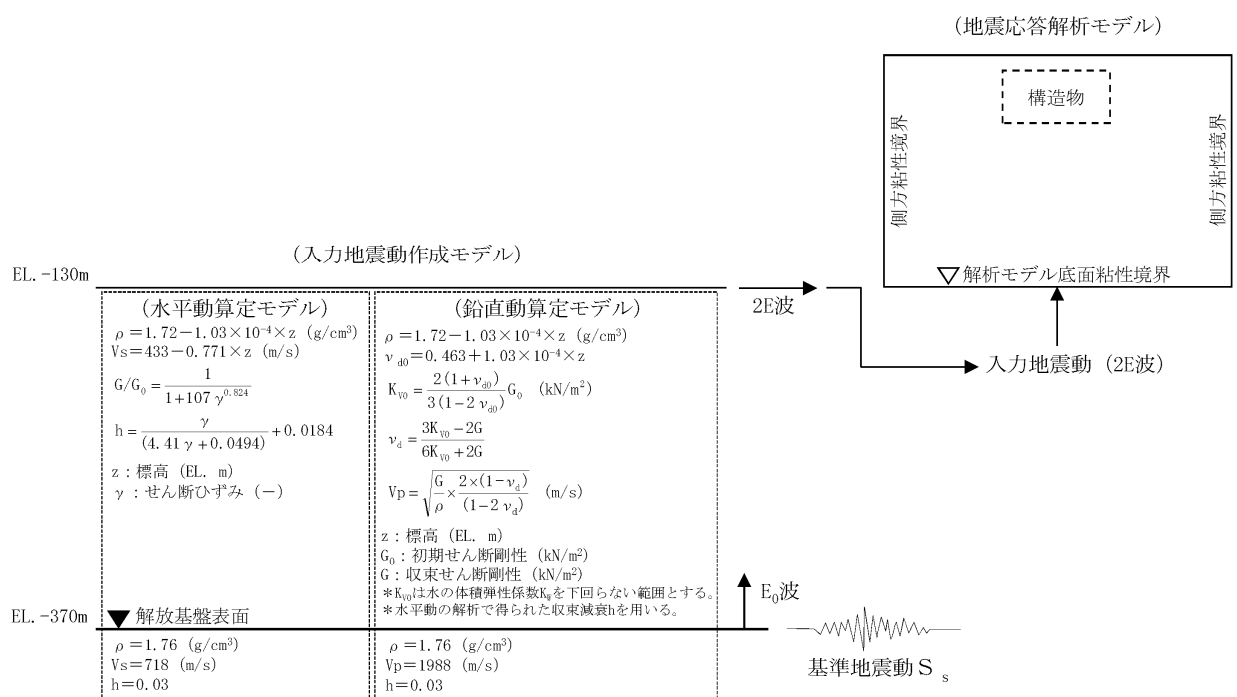 (地震応答解析モデル)
構造物
側方粘性境界
側方粘性境界
▽解析モデル底面粘性境界
入力地震動 (2E波)
(入力地震動作成モデル)
EL.-130m
2E波
(水平動算定モデル)
ρ=1.72-1.03×10⁻⁴×z (g/cm³)
Vs=433-0.771×z (m/s)
G/G₀=1/(1+107γ^0.824)
h=γ/(4.41γ+0.0494)+0.0184
z:標高 (EL. m)
γ:せん断ひずみ (-)
(鉛直動算定モデル)
ρ=1.72-1.03×10⁻⁴×z (g/cm³)
ν_d0=0.463+1.03×10⁻⁴×z
K_V0=2(1+ν_d0)/3(1-2ν_d0) G₀ (kN/m²)
ν_d=(3K_V0-2G)/(6K_V0+2G)
Vp=√(G/ρ×2×(1-ν_d)/(1-2ν_d)) (m/s)
z:標高 (EL. m)
G₀:初期せん断剛性 (kN/m²)
G:収束せん断剛性 (kN/m²)
*K_V0は水の体積弾性係数K_Wを下回らない範囲とする。
*水平動の解析で得られた収束減衰hを用いる。
E₀波
EL.-370m
▼解放基盤表面
ρ=1.76 (g/cm³)
Vs=718 (m/s)
h=0.03
ρ=1.76 (g/cm³)
Vp=1988 (m/s)
h=0.03
基準地震動Ss